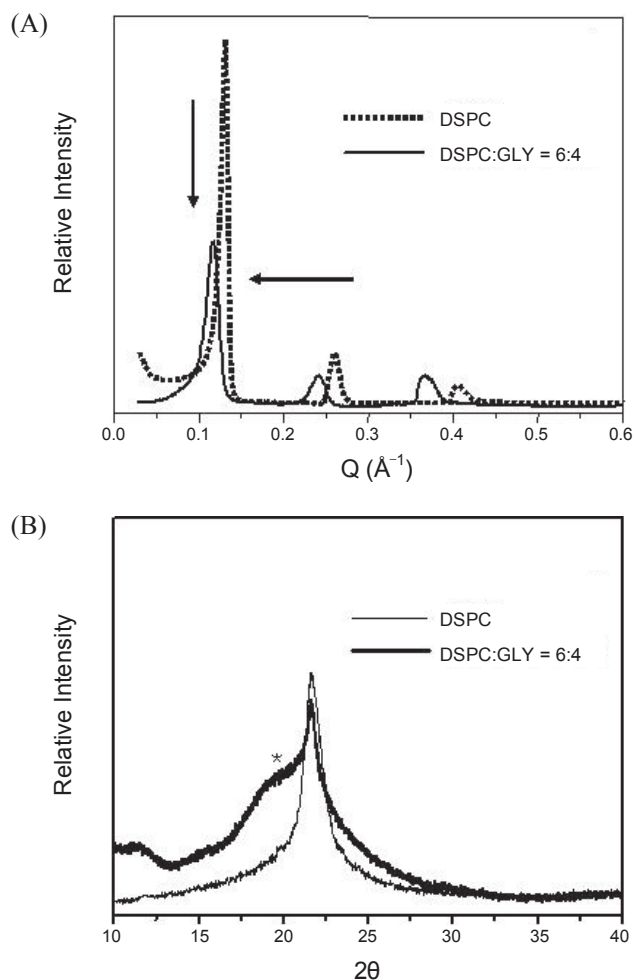 (A)
Relative Intensity
DSPC
DSPC:GLY = 6:4
0.0 0.1 0.2 0.3 0.4 0.5 0.6
Q (Å⁻¹)
(B)
Relative Intensity
DSPC
DSPC:GLY = 6:4
*
10 15 20 25 30 35 40
2θ